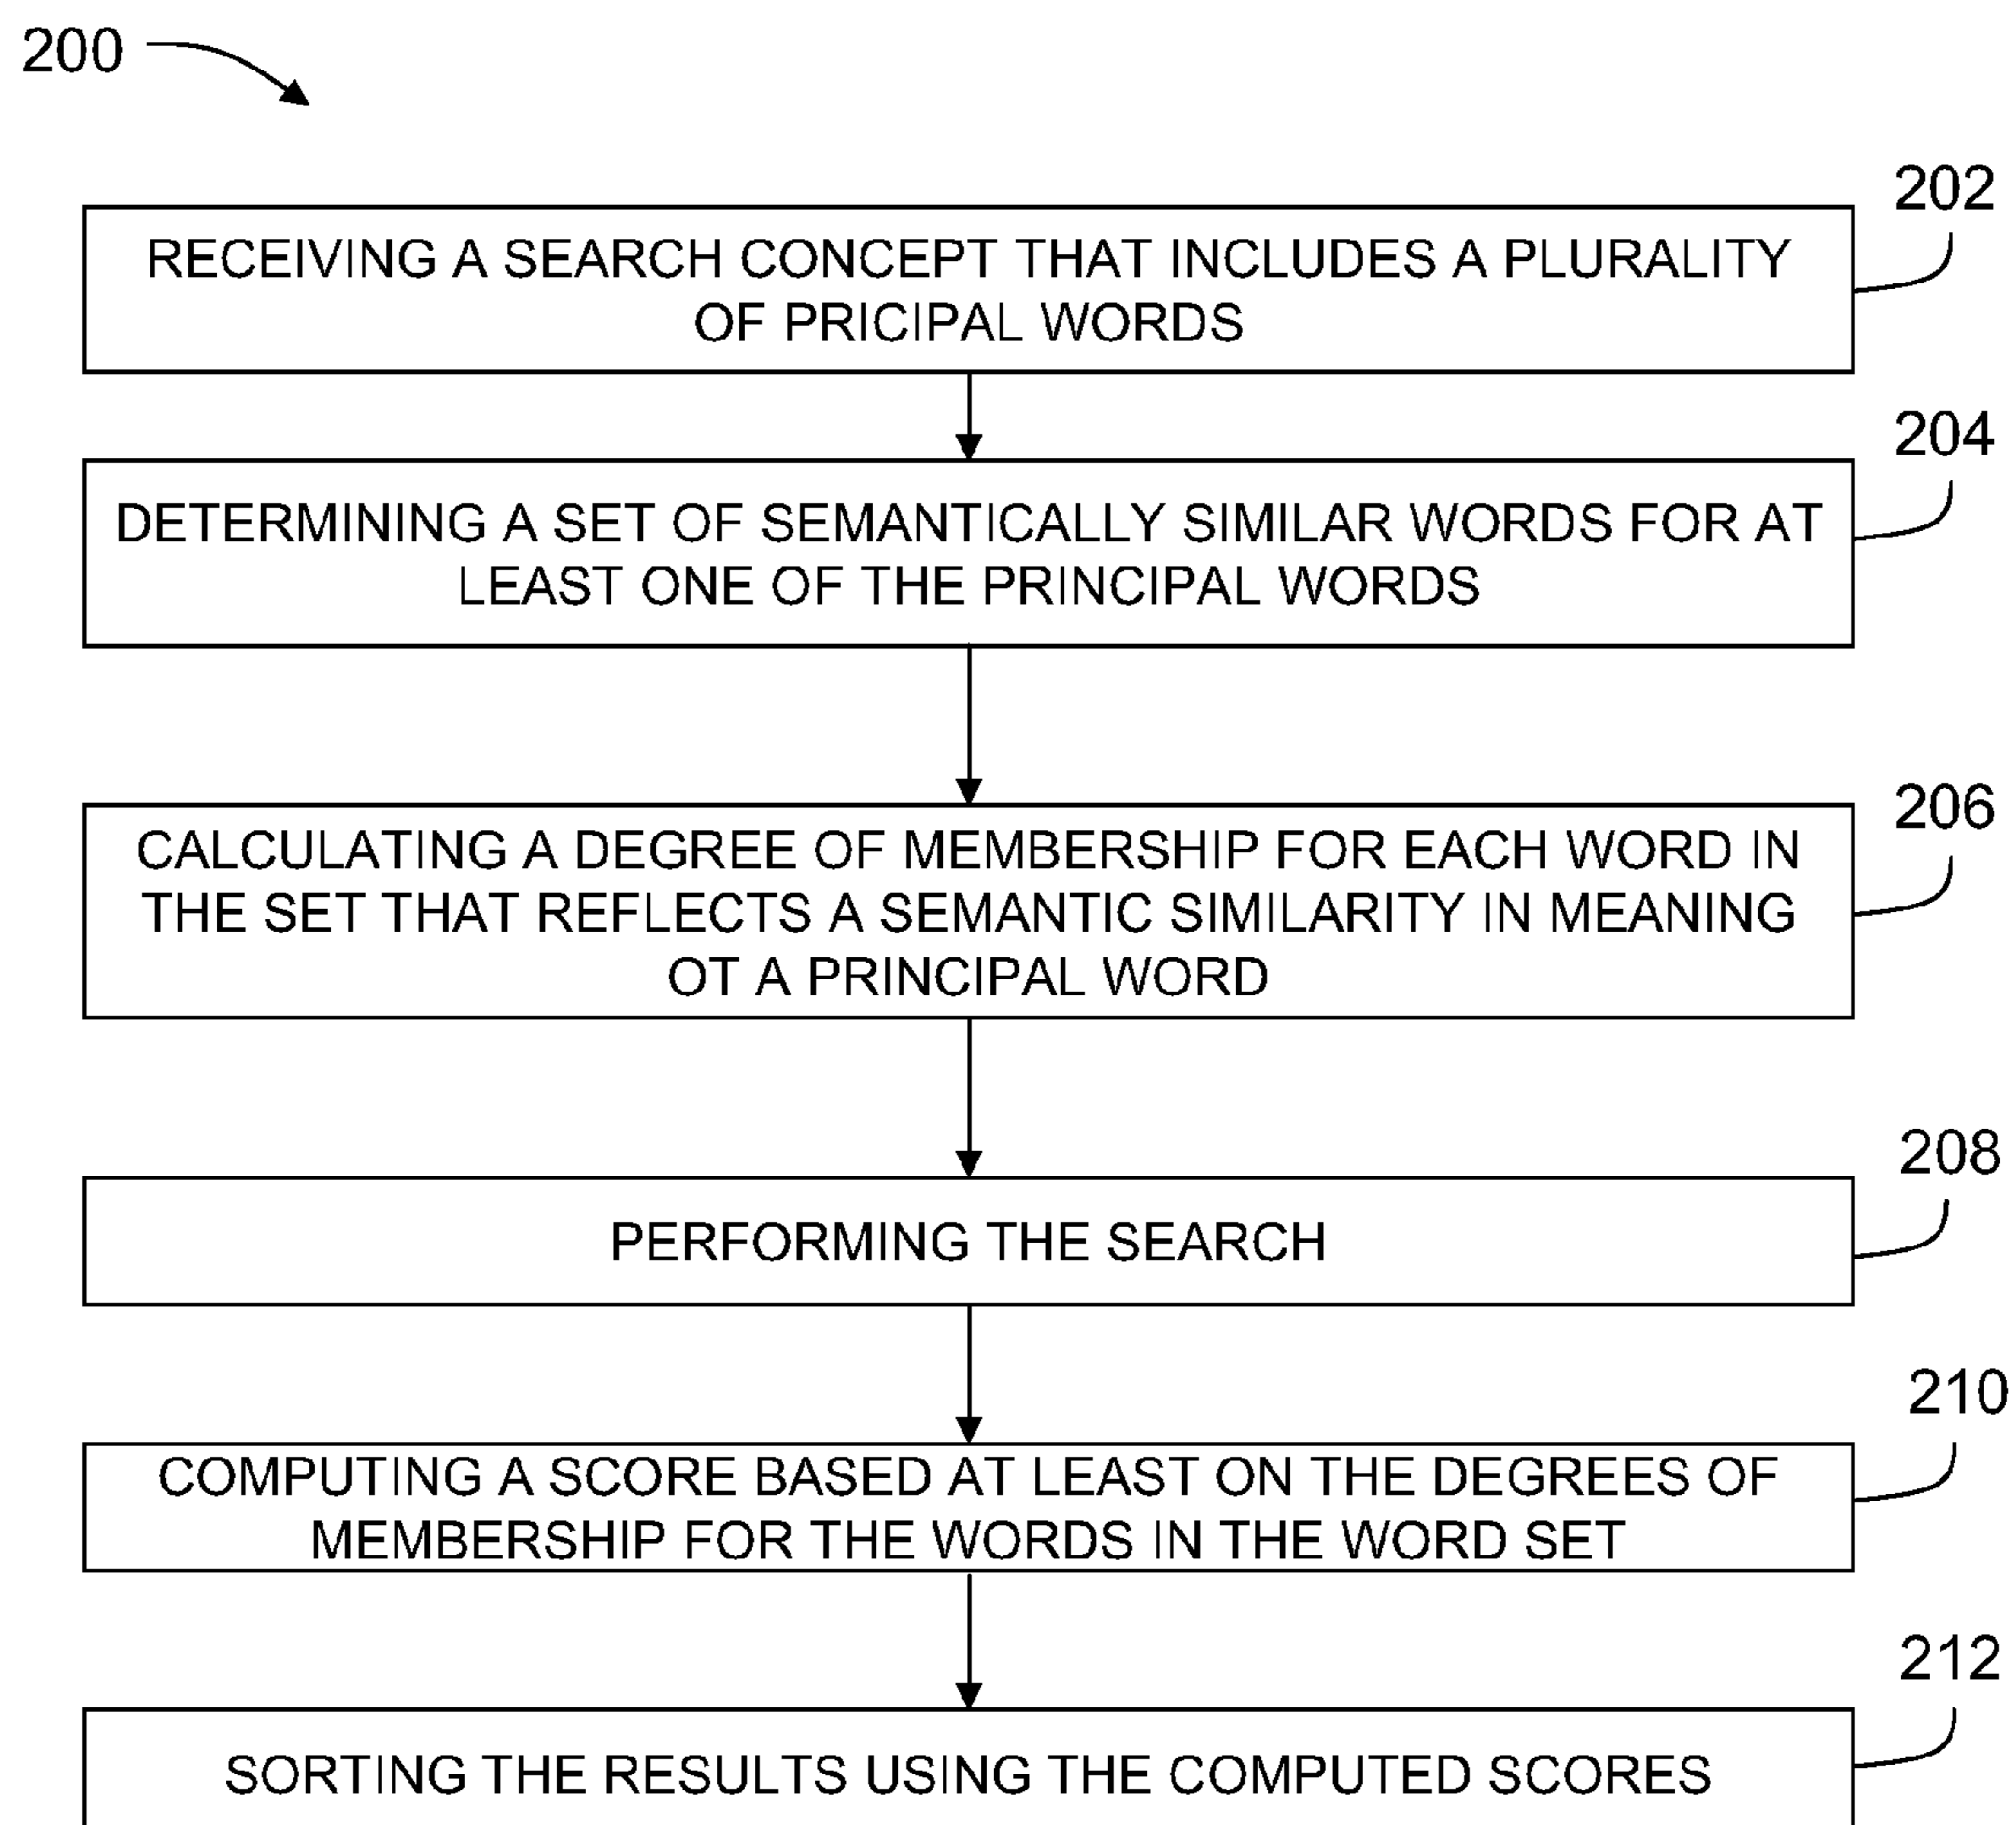 200
202
RECEIVING A SEARCH CONCEPT THAT INCLUDES A PLURALITY
OF PRICIPAL WORDS
204
DETERMINING A SET OF SEMANTICALLY SIMILAR WORDS FOR AT
LEAST ONE OF THE PRINCIPAL WORDS
206
CALCULATING A DEGREE OF MEMBERSHIP FOR EACH WORD IN
THE SET THAT REFLECTS A SEMANTIC SIMILARITY IN MEANING
OT A PRINCIPAL WORD
208
PERFORMING THE SEARCH
210
COMPUTING A SCORE BASED AT LEAST ON THE DEGREES OF
MEMBERSHIP FOR THE WORDS IN THE WORD SET
212
SORTING THE RESULTS USING THE COMPUTED SCORES